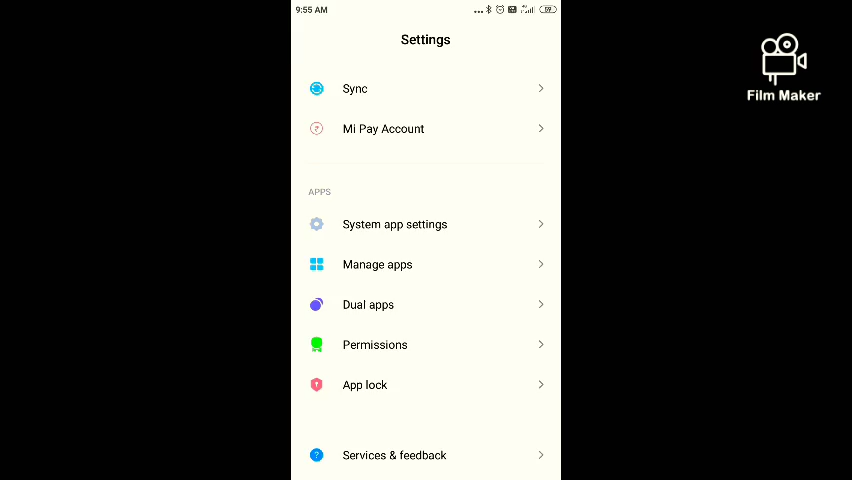 9:55 AM
59
Settings
Film Maker
Sync
Mi Pay Account
APPS
System app settings
Manage apps
Dual apps
Permissions
App lock
Services & feedback